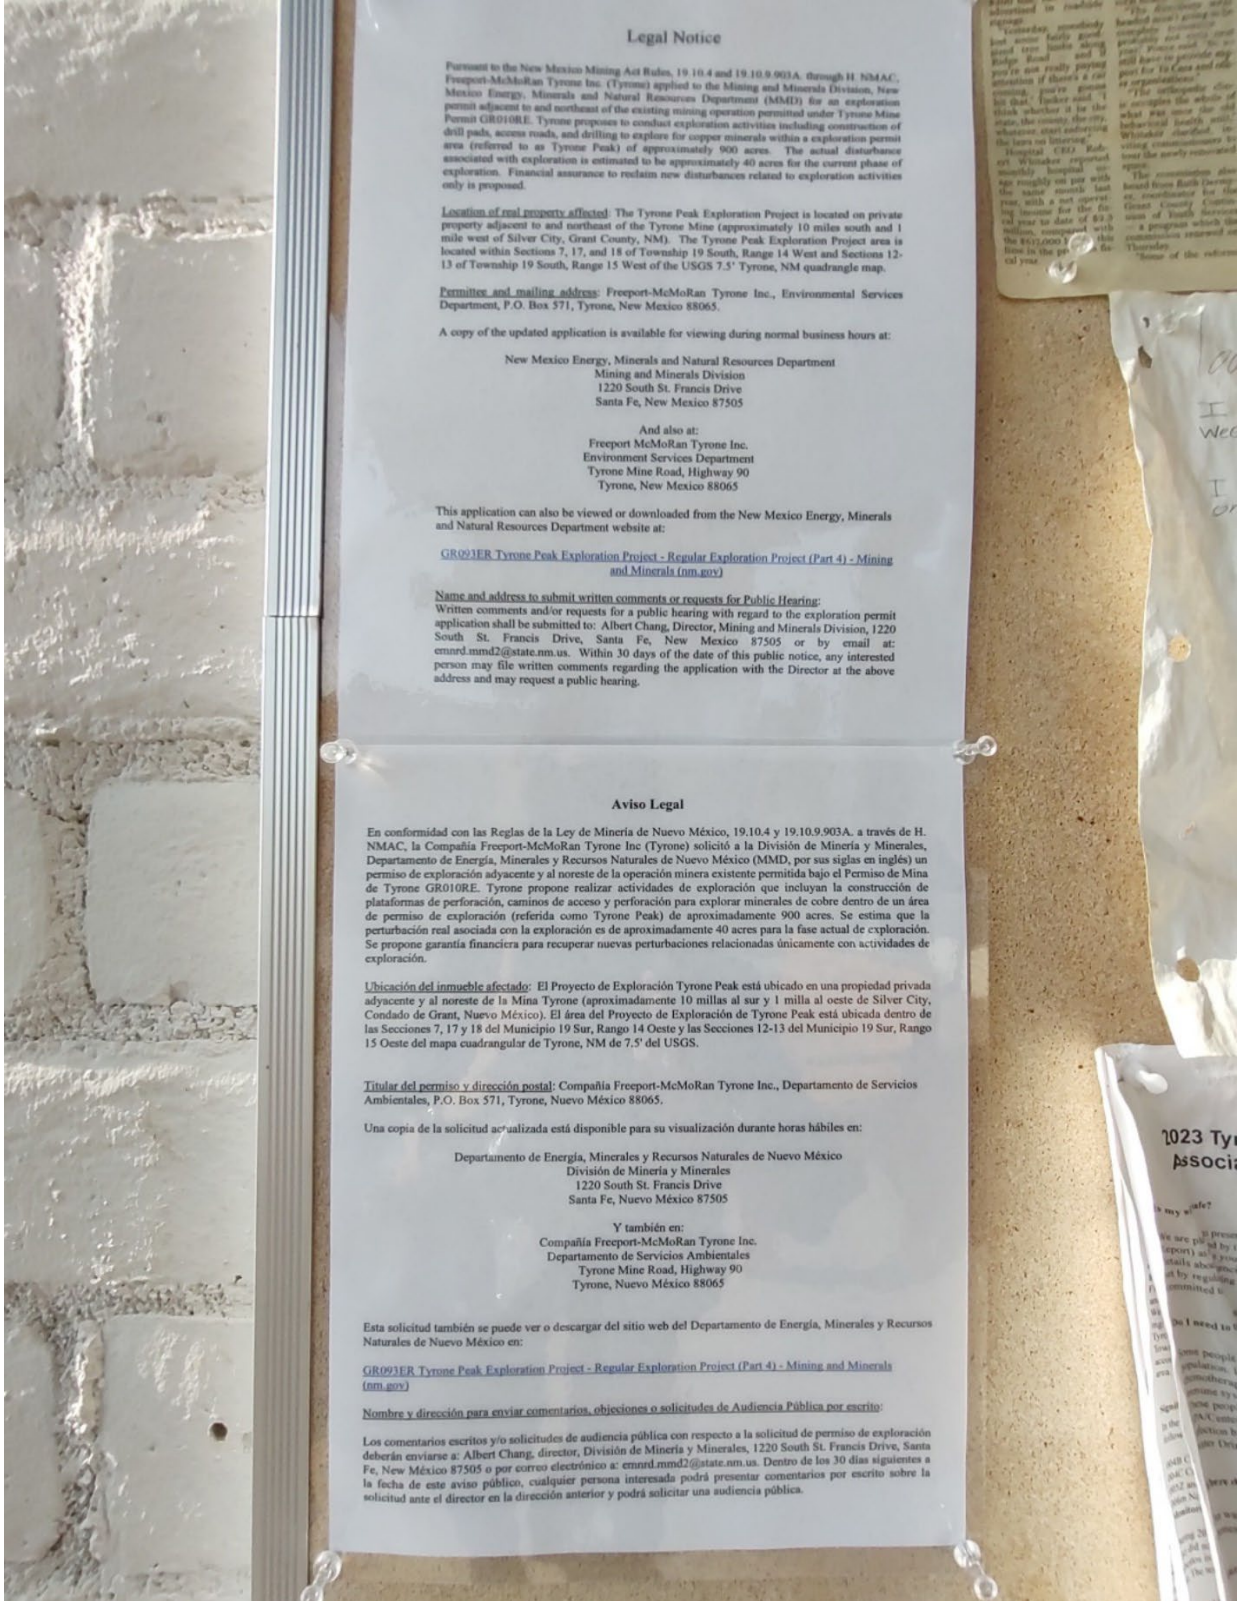 Legal Notice
Pursuant to the New Mexico Mining Act Rules, 19.10.4 and 19.10.9.903A. through H. NMAC,
Freeport-McMoRan Tyrone Inc. (Tyrone) applied to the Mining and Minerals Division, New
Mexico Energy, Minerals and Natural Resources Department (MMD) for an exploration
permit adjacent to and northeast of the existing mining operation permitted under Tyrone Mine
Permit GR010RE. Tyrone proposes to conduct exploration activities including construction of
drill pads, access roads, and drilling to explore for copper minerals within a exploration permit
area (referred to as Tyrone Peak) of approximately 900 acres. The actual disturbance
associated with exploration is estimated to be approximately 40 acres for the current phase of
exploration. Financial assurance to reclaim new disturbances related to exploration activities
only is proposed.
Location of real property affected: The Tyrone Peak Exploration Project is located on private
property adjacent to and northeast of the Tyrone Mine (approximately 10 miles south and 1
mile west of Silver City, Grant County, NM). The Tyrone Peak Exploration Project area is
located within Sections 7, 17, and 18 of Township 19 South, Range 14 West and Sections 12-
13 of Township 19 South, Range 15 West of the USGS 7.5' Tyrone, NM quadrangle map.
Permittee and mailing address: Freeport-McMoRan Tyrone Inc., Environmental Services
Department, P.O. Box 571, Tyrone, New Mexico 88065.
A copy of the updated application is available for viewing during normal business hours at:
New Mexico Energy, Minerals and Natural Resources Department
Mining and Minerals Division
1220 South St. Francis Drive
Santa Fe, New Mexico 87505
And also at:
Freeport McMoRan Tyrone Inc.
Environment Services Department
Tyrone Mine Road, Highway 90
Tyrone, New Mexico 88065
This application can also be viewed or downloaded from the New Mexico Energy, Minerals
and Natural Resources Department website at:
GR093ER Tyrone Peak Exploration Project - Regular Exploration Project (Part 4) - Mining
and Minerals (nm.gov)
Name and address to submit written comments or requests for Public Hearing:
Written comments and/or requests for a public hearing with regard to the exploration permit
application shall be submitted to: Albert Chang, Director, Mining and Minerals Division, 1220
South St. Francis Drive, Santa Fe, New Mexico 87505 or by email at:
emnrd.mmd2@state.nm.us. Within 30 days of the date of this public notice, any interested
person may file written comments regarding the application with the Director at the above
address and may request a public hearing.
Aviso Legal
En conformidad con las Reglas de la Ley de Minería de Nuevo México, 19.10.4 y 19.10.9.903A. a través de H.
NMAC, la Compañía Freeport-McMoRan Tyrone Inc (Tyrone) solicitó a la División de Minería y Minerales,
Departamento de Energía, Minerales y Recursos Naturales de Nuevo México (MMD, por sus siglas en inglés) un
permiso de exploración adyacente y al noreste de la operación minera existente permitida bajo el Permiso de Mina
de Tyrone GR010RE. Tyrone propone realizar actividades de exploración que incluyan la construcción de
plataformas de perforación, caminos de acceso y perforación para explorar minerales de cobre dentro de un área
de permiso de exploración (referida como Tyrone Peak) de aproximadamente 900 acres. Se estima que la
perturbación real asociada con la exploración es de aproximadamente 40 acres para la fase actual de exploración.
Se propone garantía financiera para recuperar nuevas perturbaciones relacionadas únicamente con actividades de
exploración.
Ubicación del inmueble afectado: El Proyecto de Exploración Tyrone Peak está ubicado en una propiedad privada
adyacente y al noreste de la Mina Tyrone (aproximadamente 10 millas al sur y 1 milla al oeste de Silver City,
Condado de Grant, Nuevo México). El área del Proyecto de Exploración de Tyrone Peak está ubicada dentro de
las Secciones 7, 17 y 18 del Municipio 19 Sur, Rango 14 Oeste y las Secciones 12-13 del Municipio 19 Sur, Rango
15 Oeste del mapa cuadrangular de Tyrone, NM de 7.5' del USGS.
Titular del permiso y dirección postal: Compañía Freeport-McMoRan Tyrone Inc., Departamento de Servicios
Ambientales, P.O. Box 571, Tyrone, Nuevo México 88065.
Una copia de la solicitud actualizada está disponible para su visualización durante horas hábiles en:
Departamento de Energía, Minerales y Recursos Naturales de Nuevo México
División de Minería y Minerales
1220 South St. Francis Drive
Santa Fe, Nuevo México 87505
Y también en:
Compañía Freeport-McMoRan Tyrone Inc.
Departamento de Servicios Ambientales
Tyrone Mine Road, Highway 90
Tyrone, Nuevo México 88065
Esta solicitud también se puede ver o descargar del sitio web del Departamento de Energía, Minerales y Recursos
Naturales de Nuevo México en:
GR093ER Tyrone Peak Exploration Project - Regular Exploration Project (Part 4) - Mining and Minerals
(nm.gov)
Nombre y dirección para enviar comentarios, objeciones o solicitudes de Audiencia Pública por escrito:
Los comentarios escritos y/o solicitudes de audiencia pública con respecto a la solicitud de permiso de exploración
deberán enviarse a: Albert Chang, director, División de Minería y Minerales, 1220 South St. Francis Drive, Santa
Fe, New México 87505 o por correo electrónico a: emnrd.mmd2@state.nm.us. Dentro de los 30 días siguientes a
la fecha de este aviso público, cualquier persona interesada podrá presentar comentarios por escrito sobre la
solicitud ante el director en la dirección anterior y podrá solicitar una audiencia pública.
2023